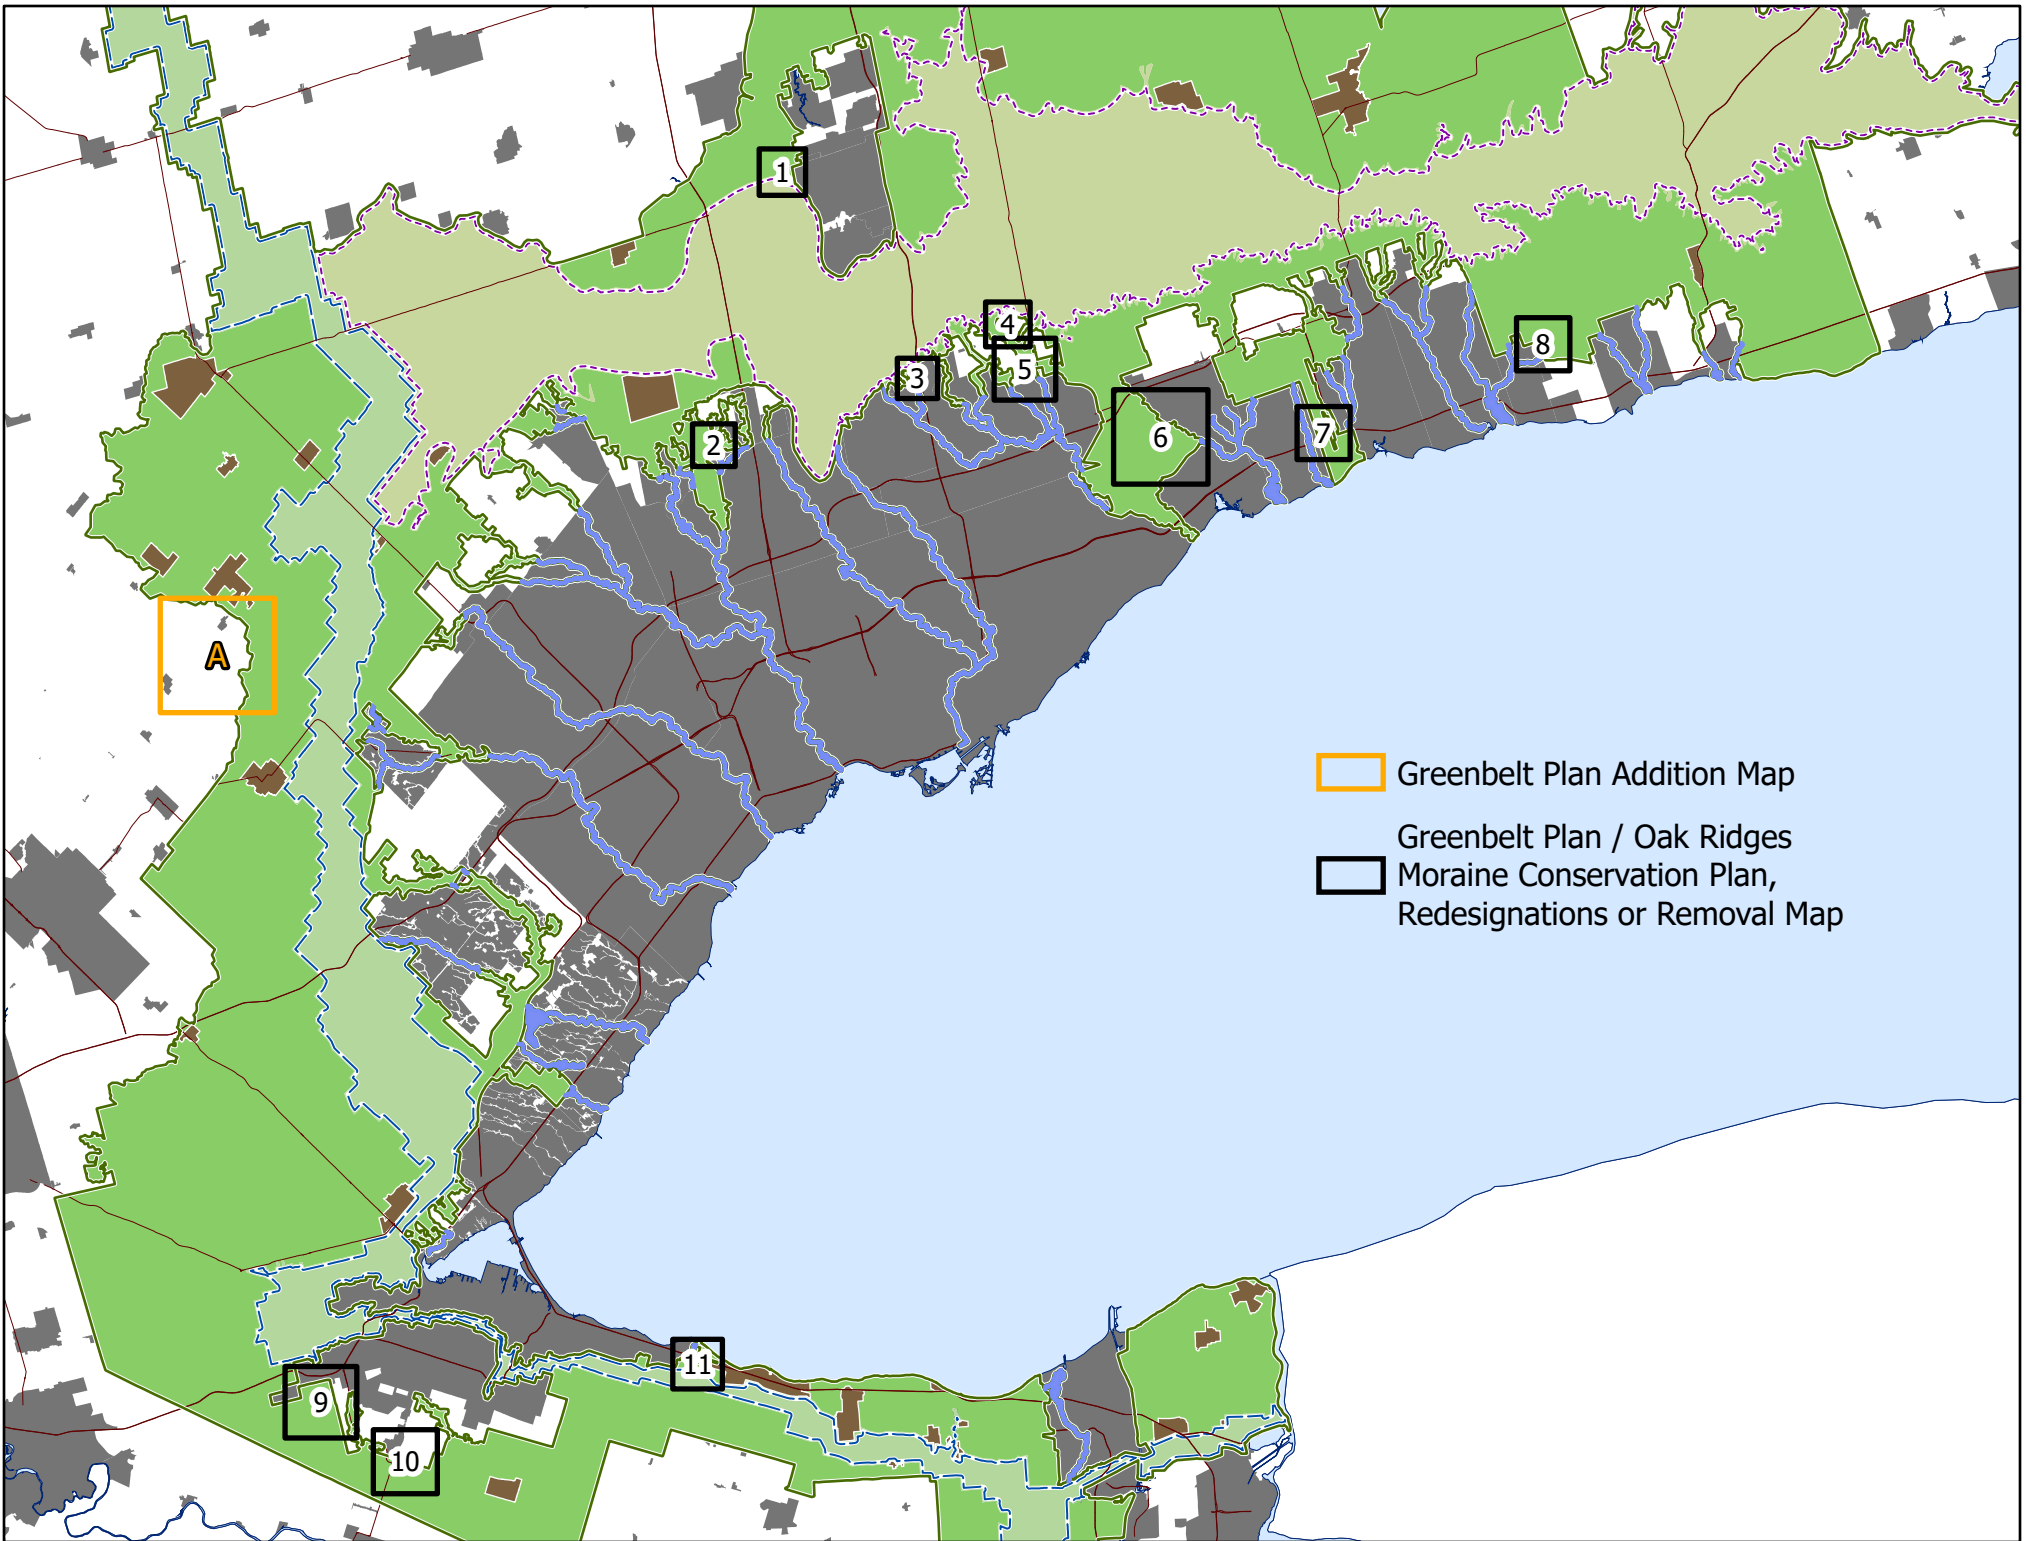 1
4
8
5
3
7
6
2
A
Greenbelt Plan Addition Map
Greenbelt Plan / Oak Ridges
Moraine Conservation Plan,
Redesignations or Removal Map
11
9
10